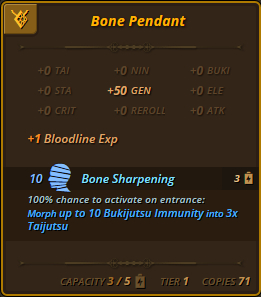 Bone Pendant
+0 TAI +0 NIN +0 BUKI
+0 STA +50 GEN +0 ELE
+0 CRIT +0 REROLL +0 ATK
+1 Bloodline Exp
10 Bone Sharpening 3
100% chance to activate on entrance:
Morph up to 10 Bukijutsu Immunity into 3x
Taijutsu
CAPACITY 3 / 5 TIER 1 COPIES 71